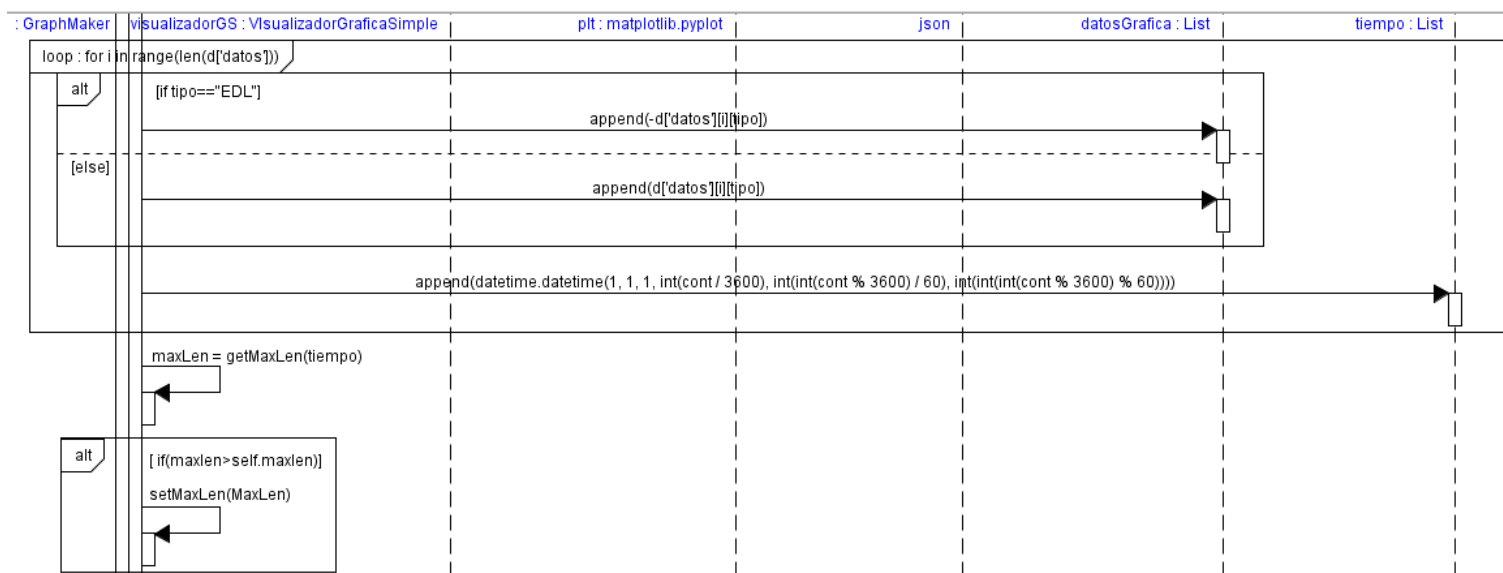 : GraphMaker
visualizadorGS : VIsualizadorGraficaSimple
plt : matplotlib.pyplot
json
datosGrafica : List
tiempo : List
loop : for i in range(len(d['datos']))
alt
[if tipo=="EDL"]
append(-d['datos'][i][tipo])
[else]
append(d['datos'][i][tipo])
append(datetime.datetime(1, 1, 1, int(cont / 3600), int(int(cont % 3600) / 60), int(int(int(cont % 3600) % 60))))
maxLen = getMaxLen(tiempo)
alt
[ if(maxlen>self.maxlen)]
setMaxLen(MaxLen)